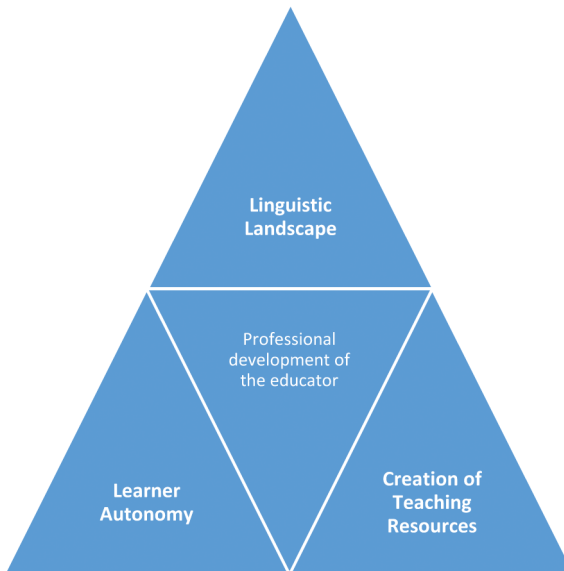 Linguistic
Landscape
Professional
development of
the educator
Learner
Autonomy
Creation of
Teaching
Resources